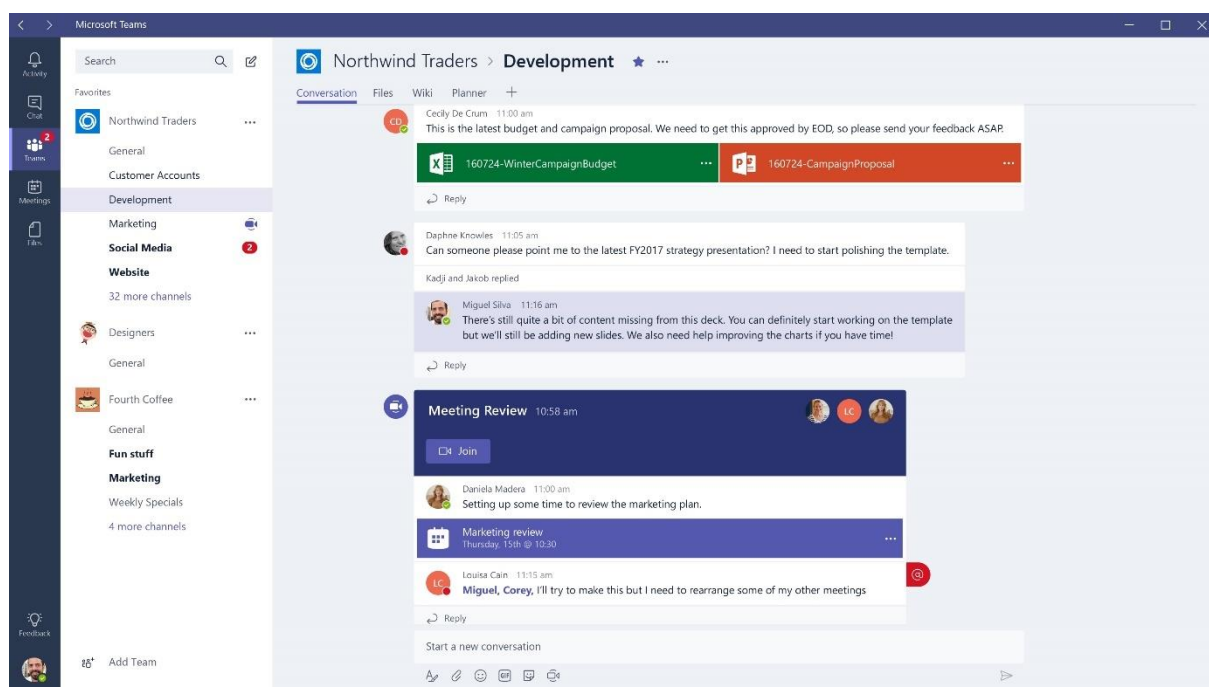 Microsoft Teams
Activity
Chat
2
Teams
Meetings
Files
Feedback
Search
Favorites
Northwind Traders
General
Customer Accounts
Development
Marketing
Social Media 2
Website
32 more channels
Designers
General
Fourth Coffee
General
Fun stuff
Marketing
Weekly Specials
4 more channels
Add Team
Northwind Traders > Development
Conversation Files Wiki Planner
CD
Cecily De Crum 11:00 am
This is the latest budget and campaign proposal. We need to get this approved by EOD, so please send your feedback ASAP.
160724-WinterCampaignBudget
160724-CampaignProposal
Reply
Daphne Knowles 11:05 am
Can someone please point me to the latest FY2017 strategy presentation? I need to start polishing the template.
Kadji and Jakob replied
Miguel Silva 11:16 am
There's still quite a bit of content missing from this deck. You can definitely start working on the template
but we'll still be adding new slides. We also need help improving the charts if you have time!
Reply
Meeting Review 10:58 am
LC
Join
Daniela Madera 11:00 am
Setting up some time to review the marketing plan.
Marketing review
Thursday, 15th @ 10:30
LC
Louisa Cain 11:15 am
Miguel, Corey, I'll try to make this but I need to rearrange some of my other meetings
@
Reply
Start a new conversation
GIF